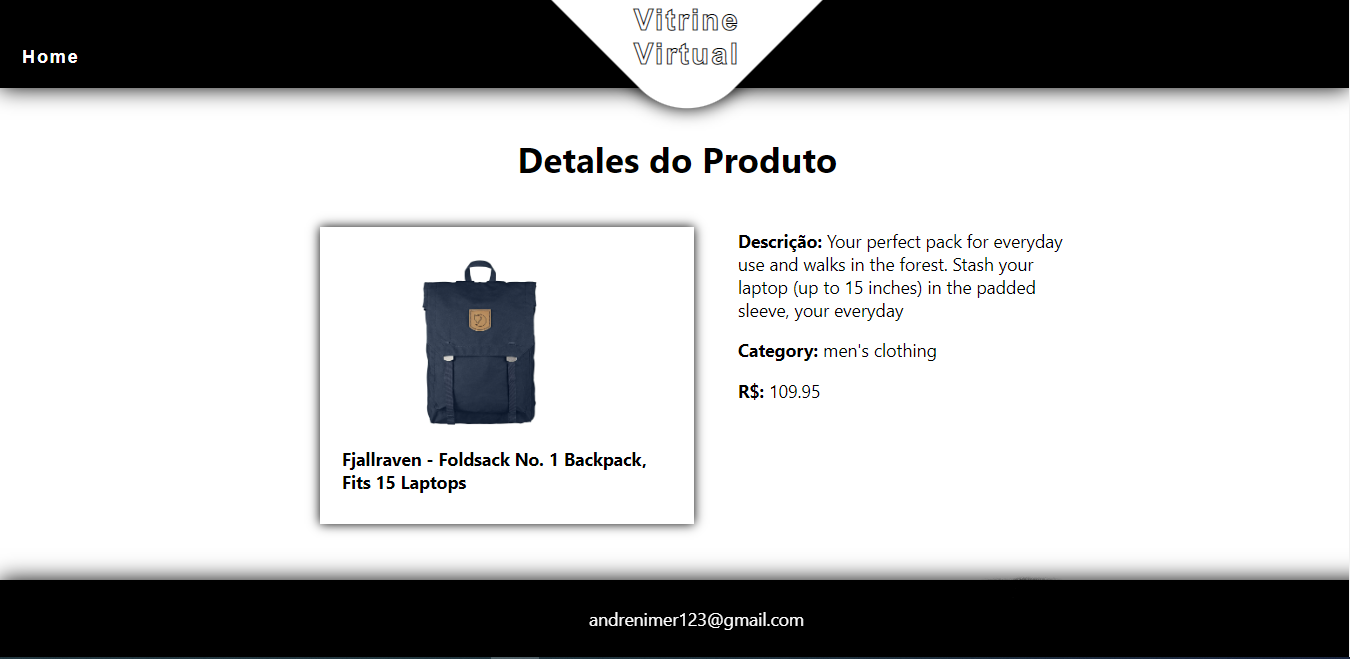 Vitrine
Virtual
Home
Detales do Produto
Fjallraven - Foldsack No. 1 Backpack,
Fits 15 Laptops
Descrição: Your perfect pack for everyday
use and walks in the forest. Stash your
laptop (up to 15 inches) in the padded
sleeve, your everyday
Category: men's clothing
R$: 109.95
andrenimer123@gmail.com